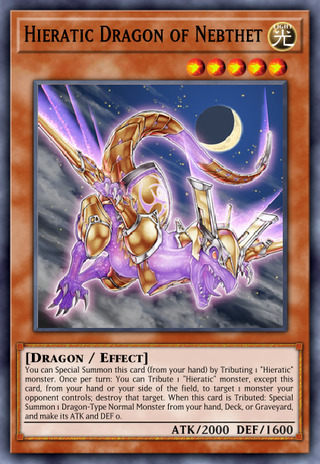 Hieratic Dragon of Nebthet
LIGHT
光
[Dragon / Effect]
You can Special Summon this card (from your hand) by Tributing 1 "Hieratic"
monster. Once per turn: You can Tribute 1 "Hieratic" monster, except this
card, from your hand or your side of the field, to target 1 monster your
opponent controls; destroy that target. When this card is Tributed: Special
Summon 1 Dragon-Type Normal Monster from your hand, Deck, or Graveyard,
and make its ATK and DEF 0.
ATK/2000 DEF/1600